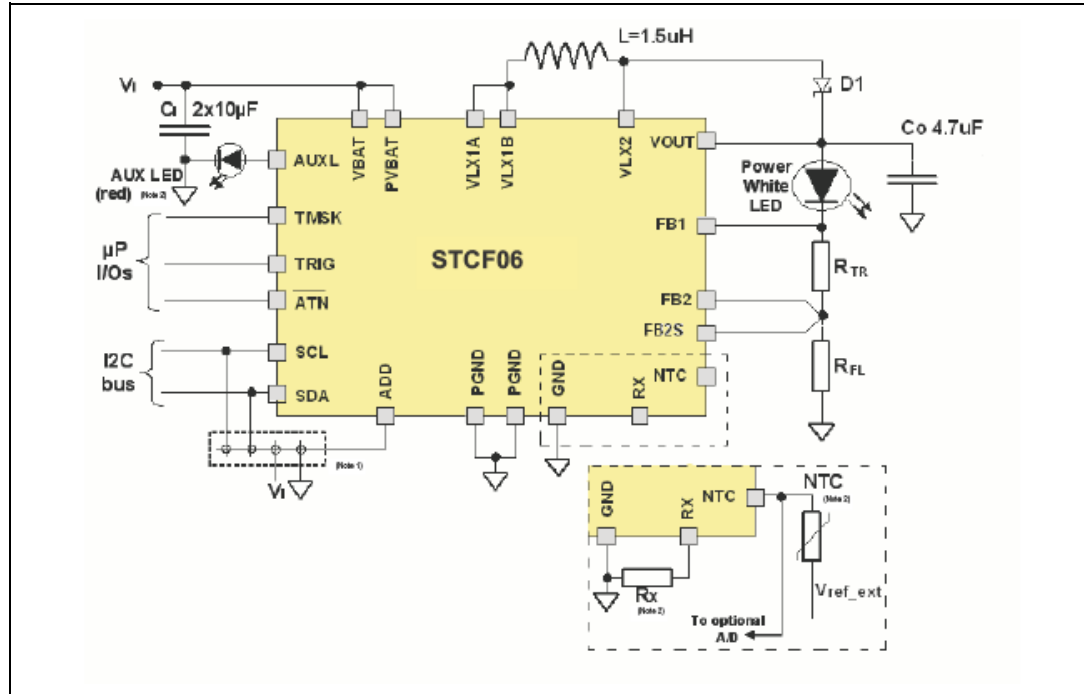 L=1.5uH
VI
CI 2x10µF
D1
Co 4.7uF
VBAT
PVBAT
VLX1A
VLX1B
VLX2
VOUT
AUXL
AUX LED
(red) (Note 2)
Power
White
LED
TMSK
FB1
µP
I/Os
TRIG
STCF06
RTR
ATN
FB2
FB2S
I2C
bus
SCL
SDA
ADD
PGND
PGND
GND
RX
NTC
RFL
(Note 1)
VI
GND
RX
NTC
NTC
(Note 2)
Rx
(Note 2)
Vref_ext
To optional
A/D